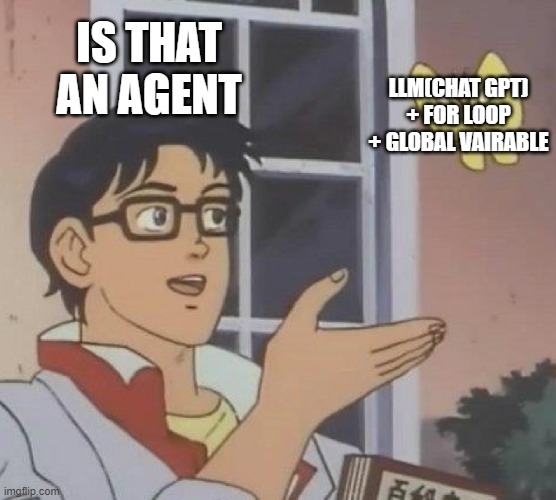 IS THAT
AN AGENT
LLM(CHAT GPT)
+ FOR LOOP
+ GLOBAL VAIRABLE
imgflip.com